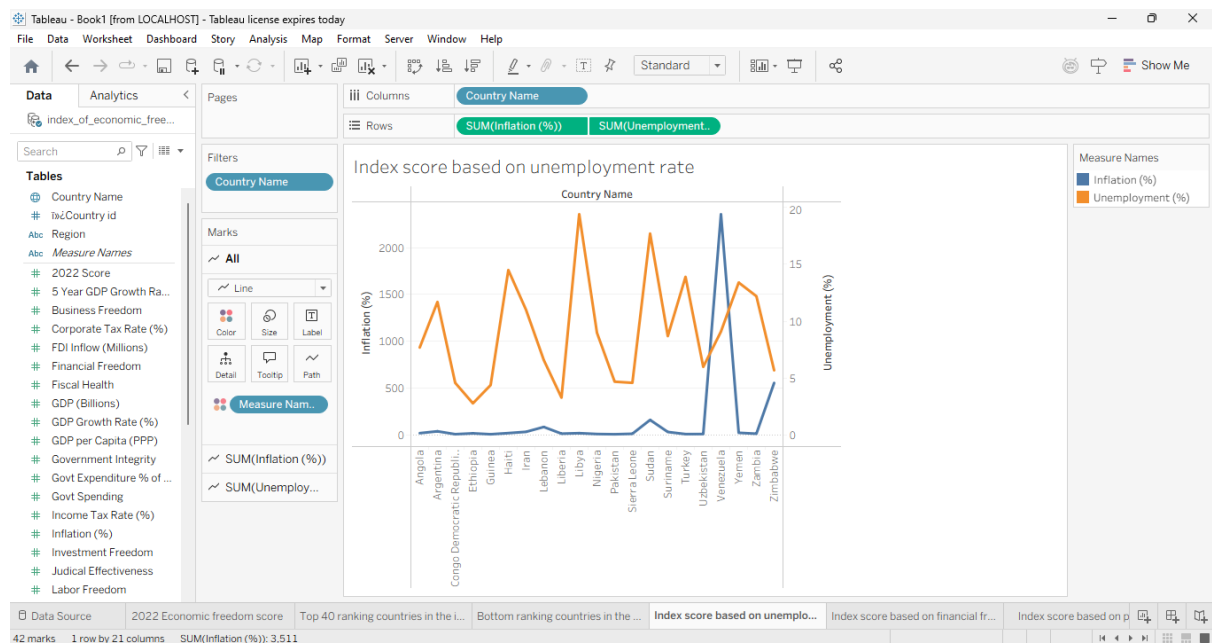 Tableau - Book1 [from LOCALHOST] - Tableau license expires today
File Data Worksheet Dashboard Story Analysis Map Format Server Window Help
Standard
Show Me
Data Analytics
index_of_economic_free...
Search
Tables
Country Name
ï»¿Country id
Abc Region
Abc Measure Names
2022 Score
5 Year GDP Growth Ra...
Business Freedom
Corporate Tax Rate (%)
FDI Inflow (Millions)
Financial Freedom
Fiscal Health
GDP (Billions)
GDP Growth Rate (%)
GDP per Capita (PPP)
Government Integrity
Govt Expenditure % of ...
Govt Spending
Income Tax Rate (%)
Inflation (%)
Investment Freedom
Judical Effectiveness
Labor Freedom
Pages
Filters
Country Name
Marks
All
Line
Color Size Label
Detail Tooltip Path
Measure Nam..
SUM(Inflation (%))
SUM(Unemploy...
Columns Country Name
Rows SUM(Inflation (%)) SUM(Unemployment..
Index score based on unemployment rate
Country Name
Inflation (%)
2000
1500
1000
500
0
20
15
10
5
0
Unemployment (%)
Angola
Argentina
Congo Democratic Republi..
Ethiopia
Guinea
Haiti
Iran
Lebanon
Liberia
Libya
Nigeria
Pakistan
Sierra Leone
Sudan
Suriname
Turkey
Uzbekistan
Venezuela
Yemen
Zambia
Zimbabwe
Measure Names
Inflation (%)
Unemployment (%)
Data Source 2022 Economic freedom score Top 40 ranking countries in the i... Bottom ranking countries in the ... Index score based on unemplo... Index score based on financial fr... Index score based on p
42 marks 1 row by 21 columns SUM(Inflation (%)): 3,511